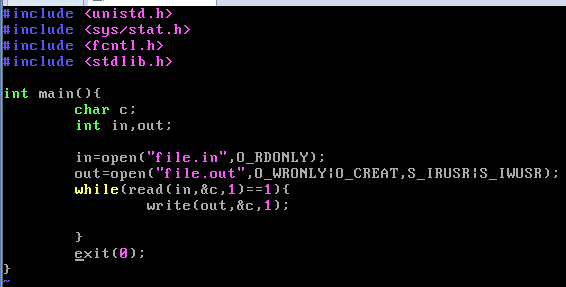 #include <unistd.h>
#include <sys/stat.h>
#include <fcntl.h>
#include <stdlib.h>

int main(){
        char c;
        int in,out;

        in=open("file.in",O_RDONLY);
        out=open("file.out",O_WRONLY|O_CREAT,S_IRUSR|S_IWUSR);
        while(read(in,&c,1)==1){
                write(out,&c,1);

        }
        exit(0);
}
~